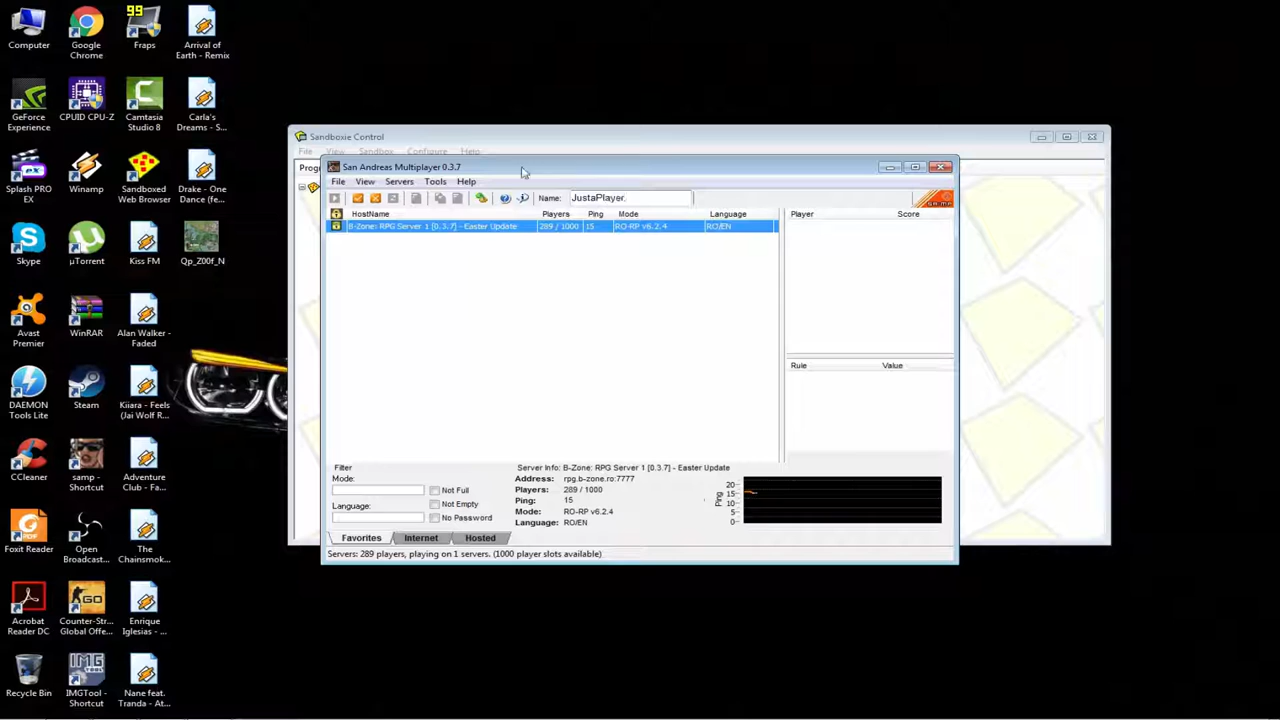 99
Computer
Google
Chrome
Fraps
Arrival of
Earth - Remix
GeForce
Experience
CPUID CPU-Z
Camtasia
Studio 8
Carla's
Dreams - S...
Splash PRO
EX
Winamp
Sandboxed
Web Browser
Drake - One
Dance (fe...
Skype
µTorrent
Kiss FM
Qp_Z00f_N
Avast
Premier
WinRAR
Alan Walker -
Faded
DAEMON
Tools Lite
Steam
Kiiara - Feels
(Jai Wolf R...
CCleaner
samp -
Shortcut
Adventure
Club - Fa...
Foxit Reader
Open
Broadcast...
The
Chainsmok...
Acrobat
Reader DC
Counter-Str...
Global Offe...
Enrique
Iglesias - ...
Recycle Bin
IMGTool -
Shortcut
Nane feat.
Tranda - At...
Sandboxie Control
File View Sandbox Configure Help
Prog
San Andreas Multiplayer 0.3.7
File View Servers Tools Help
Name: JustaPlayer.
HostName Players Ping Mode Language
B-Zone: RPG Server 1 [0.3.7] - Easter Update 289 / 1000 15 RO-RP v6.2.4 RO/EN
Player Score
Rule Value
Filter
Mode:
Not Full
Not Empty
Language:
No Password
Server Info: B-Zone: RPG Server 1 [0.3.7] - Easter Update
Address: rpg.b-zone.ro:7777
Players: 289 / 1000
Ping: 15
Mode: RO-RP v6.2.4
Language: RO/EN
Ping
20
15
10
5
0
Favorites Internet Hosted
Servers: 289 players, playing on 1 servers. (1000 player slots available)